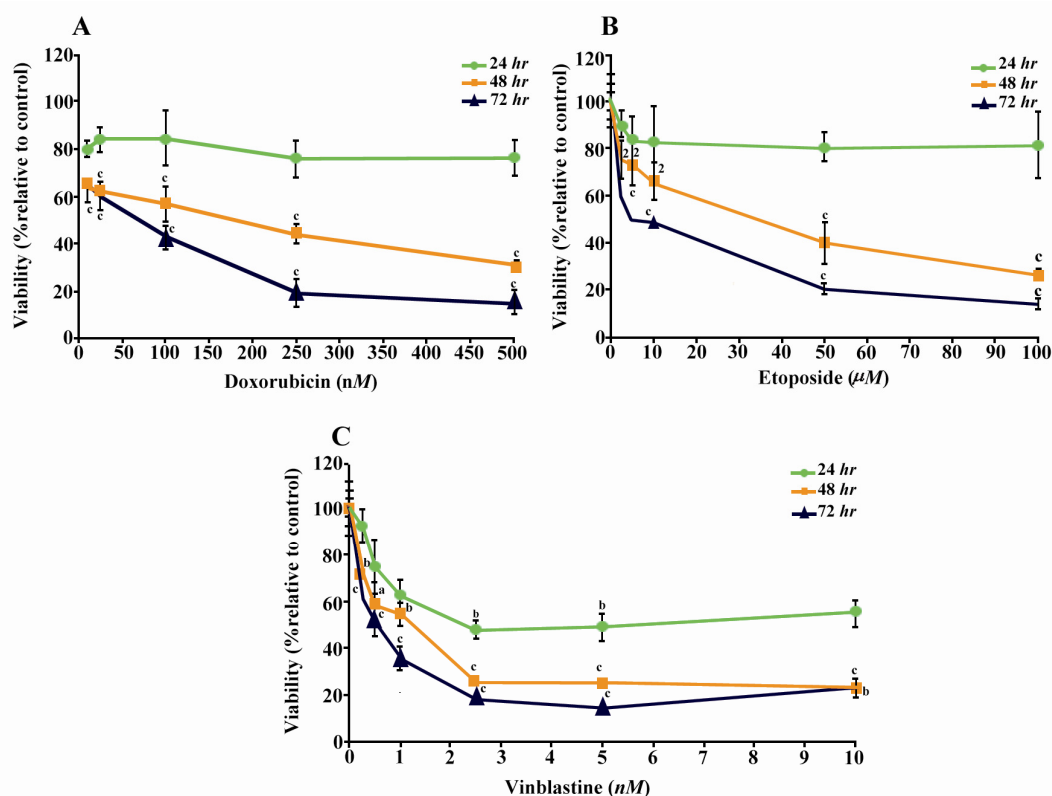 A
120
100
80
60
40
20
0
Viability (%relative to control)
24 hr
48 hr
72 hr
c
c
c
c
c
c
c
c
c
c
50
100
250
300
350
400
450
500
Doxorubicin (nM)
B
120
100
80
60
40
20
0
Viability (%relative to control)
24 hr
48 hr
72 hr
2
2
2
c
c
c
c
c
c
0 10 20 30 40 50 60 70 80 90 100
Etoposide (μM)
C
120
100
80
60
40
20
0
Viability (%relative to control)
24 hr
48 hr
72 hr
b
c
a
c
b
c
b
c
c
b
c
c
c
b
0 1 2 3 4 5 6 7 8 9 10
Vinblastine (nM)